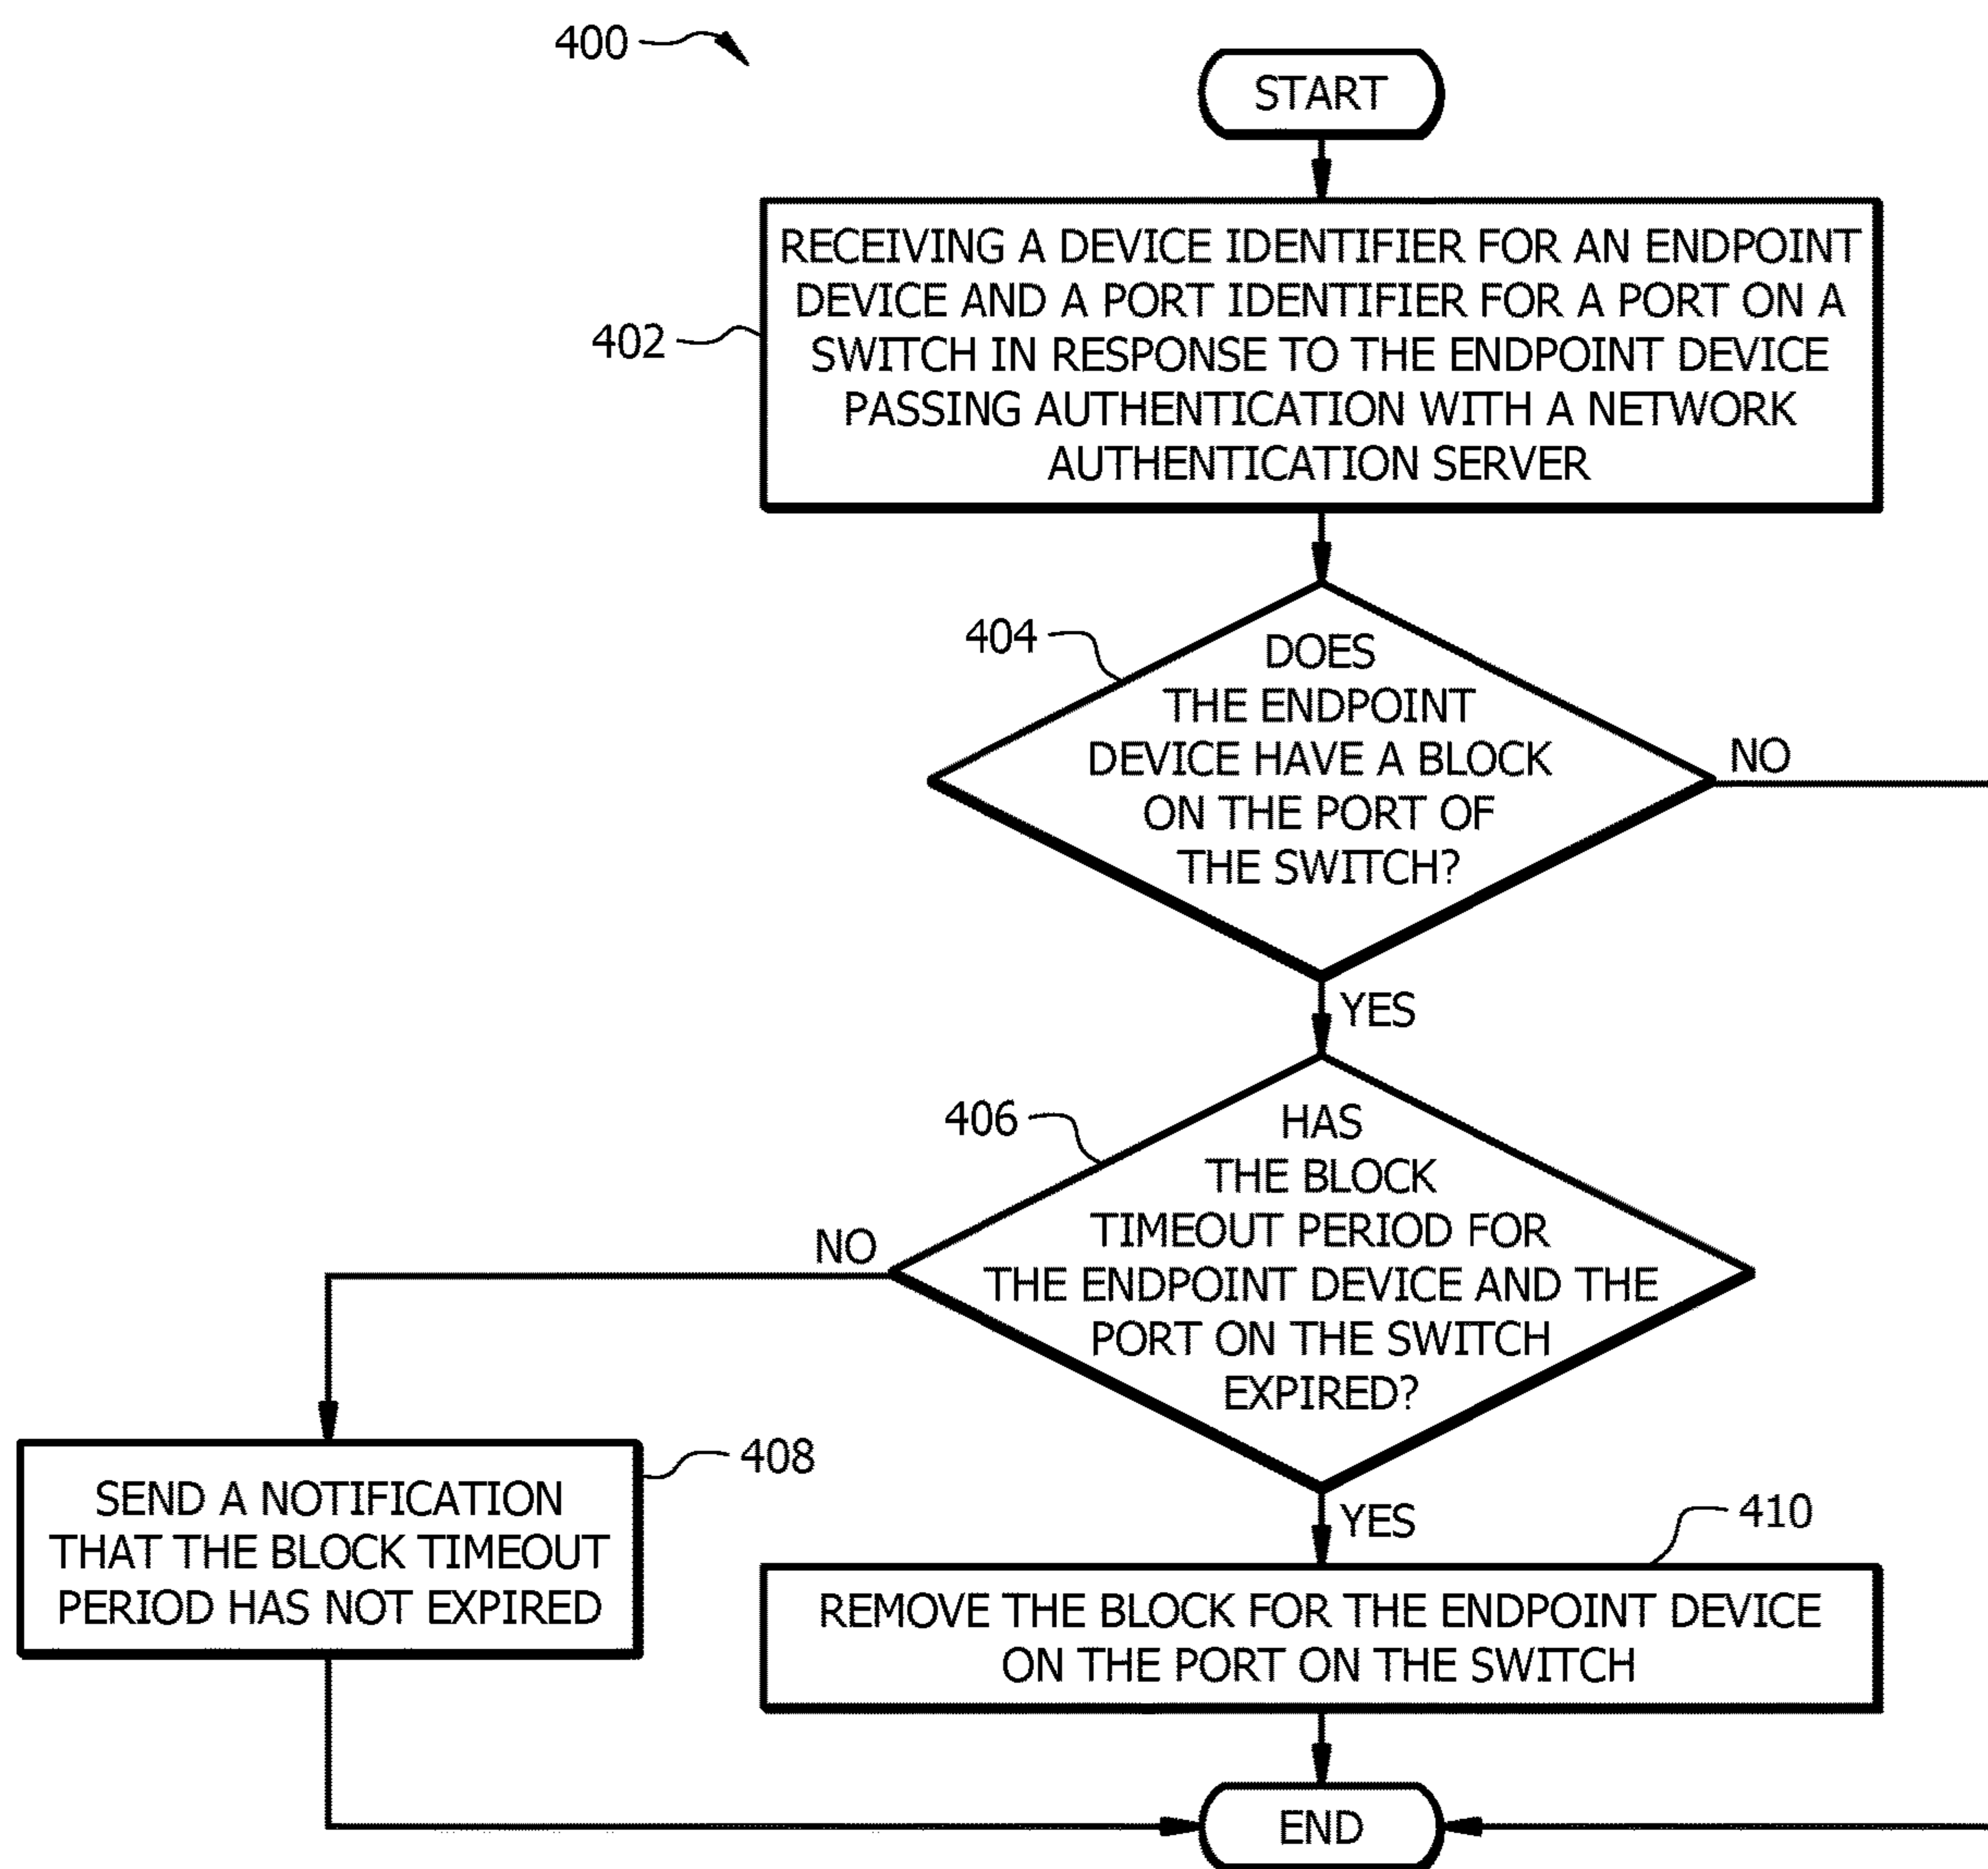 400
START
RECEIVING A DEVICE IDENTIFIER FOR AN ENDPOINT
DEVICE AND A PORT IDENTIFIER FOR A PORT ON A
SWITCH IN RESPONSE TO THE ENDPOINT DEVICE
PASSING AUTHENTICATION WITH A NETWORK
AUTHENTICATION SERVER
402
404
DOES
THE ENDPOINT
DEVICE HAVE A BLOCK
ON THE PORT OF
THE SWITCH?
NO
YES
406
HAS
THE BLOCK
TIMEOUT PERIOD FOR
THE ENDPOINT DEVICE AND THE
PORT ON THE SWITCH
EXPIRED?
NO
408
SEND A NOTIFICATION
THAT THE BLOCK TIMEOUT
PERIOD HAS NOT EXPIRED
YES
410
REMOVE THE BLOCK FOR THE ENDPOINT DEVICE
ON THE PORT ON THE SWITCH
END